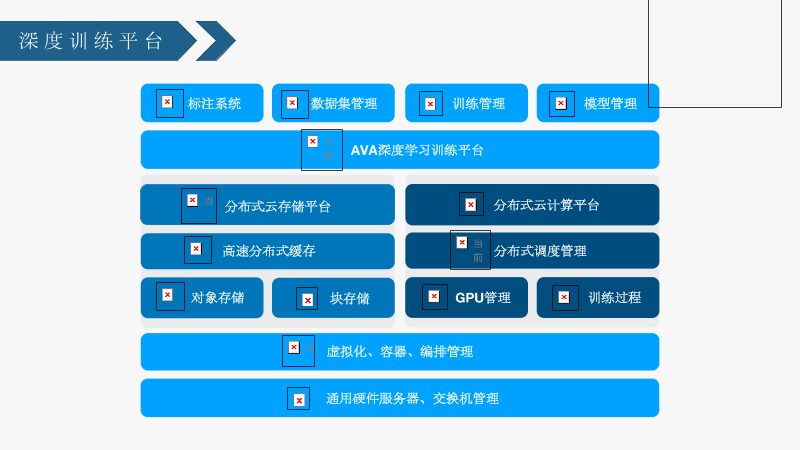 深度训练平台
标注系统
数据集管理
训练管理
模型管理
AVA深度学习训练平台
当
分布式云存储平台
分布式云计算平台
高速分布式缓存
当
前
分布式调度管理
对象存储
块存储
GPU管理
训练过程
虚拟化、容器、编排管理
通用硬件服务器、交换机管理